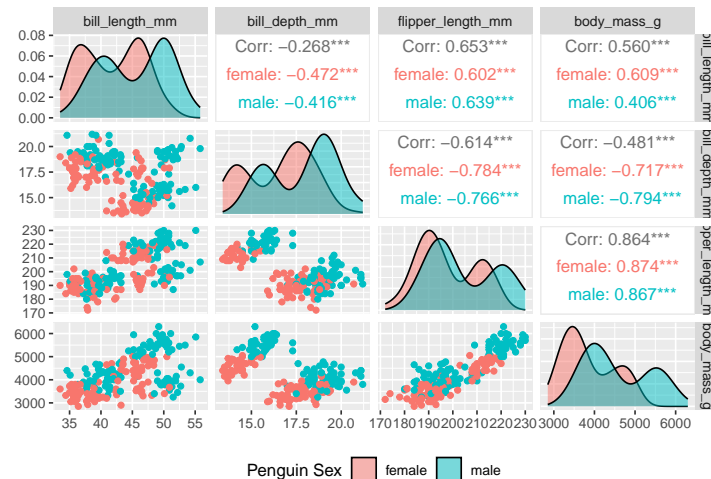 bill_length_mm bill_depth_mm flipper_length_mm body_mass_g
0.08
0.06
0.04
0.02
0.00
Corr: −0.268***
female: −0.472***
male: −0.416***
Corr: 0.653***
female: 0.602***
male: 0.639***
Corr: 0.560***
female: 0.609***
male: 0.406***
bill_length_mm
20.0
17.5
15.0
Corr: −0.614***
female: −0.784***
male: −0.766***
Corr: −0.481***
female: −0.717***
male: −0.794***
bill_depth_mm
230
220
210
200
190
180
170
Corr: 0.864***
female: 0.874***
male: 0.867***
6000
5000
4000
3000
body_mass_g
35 40 45 50 55
15.0 17.5 20.0
170 180 190 200 210 220 230
3000 4000 5000 6000
Penguin Sex female male